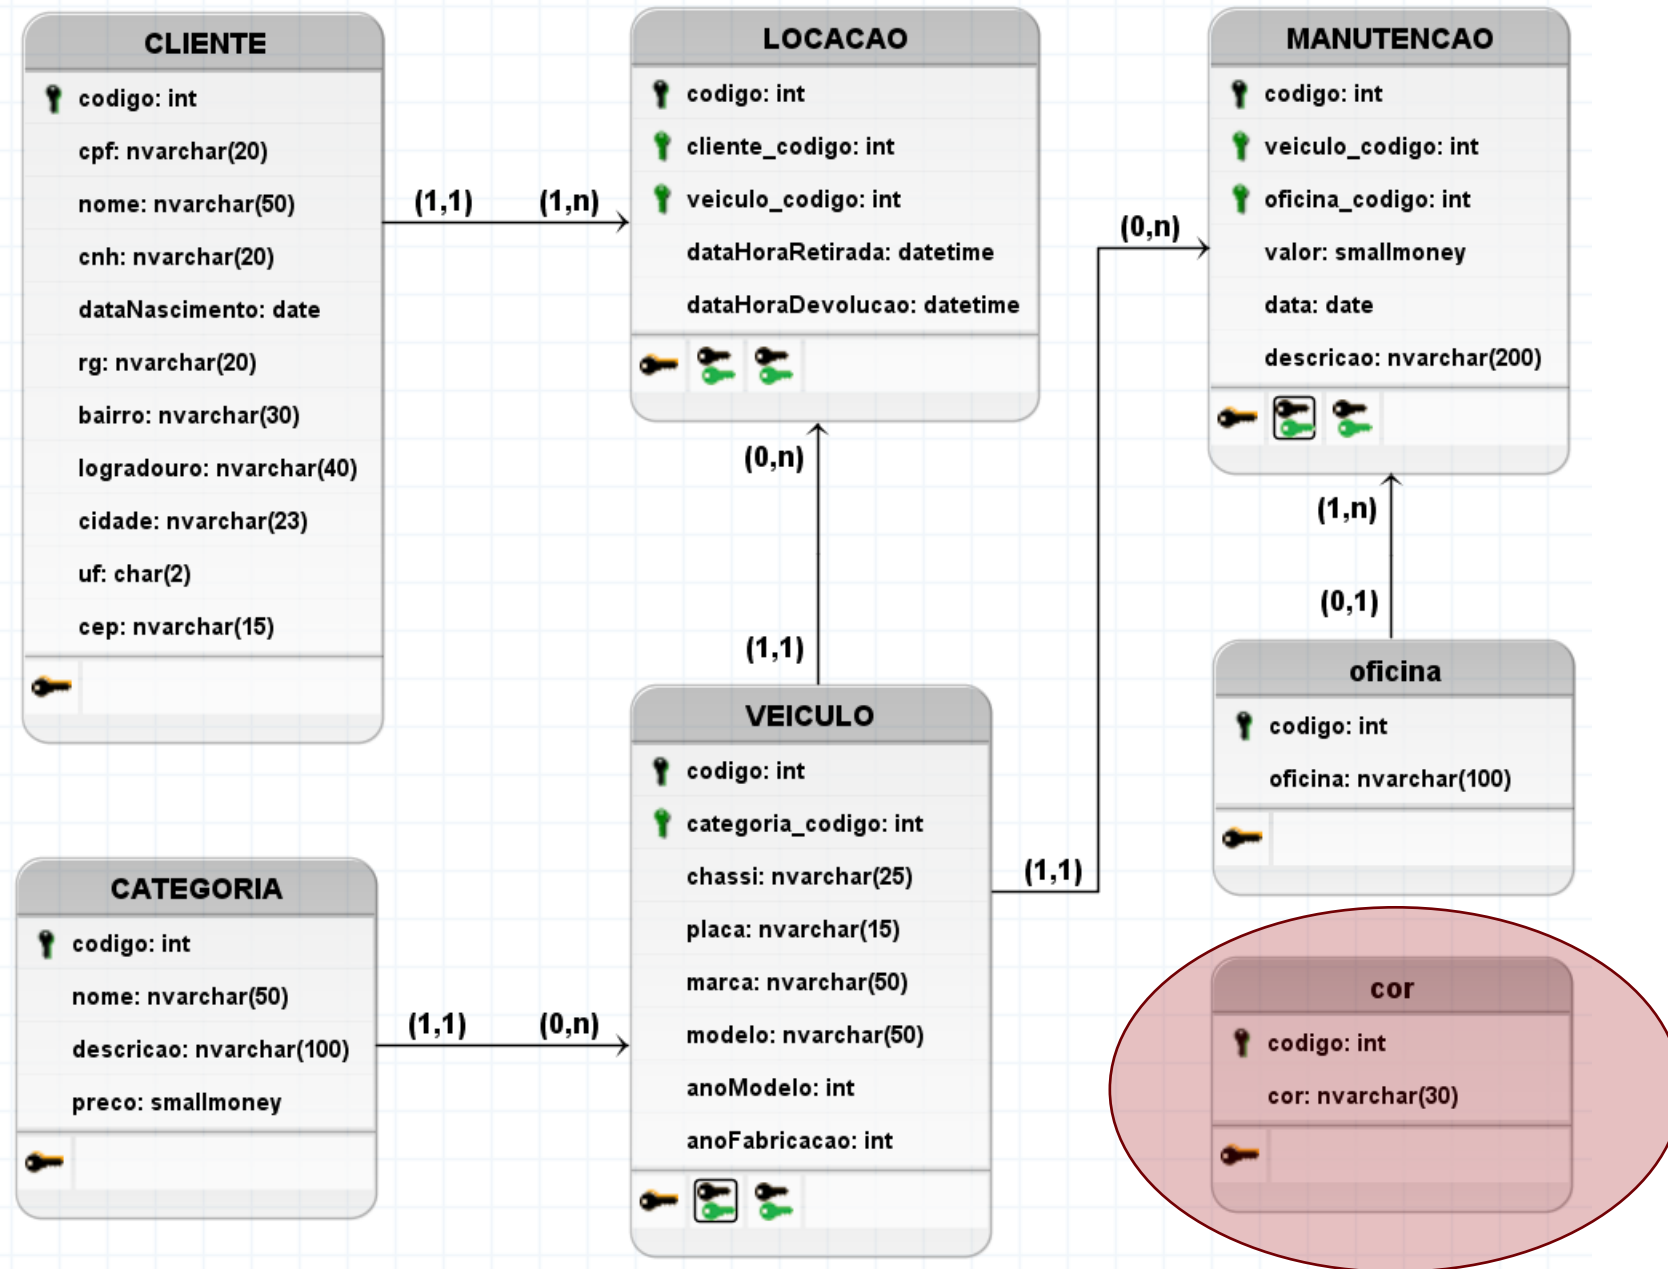 CLIENTE
codigo: int
cpf: nvarchar(20)
nome: nvarchar(50)
cnh: nvarchar(20)
dataNascimento: date
rg: nvarchar(20)
bairro: nvarchar(30)
logradouro: nvarchar(40)
cidade: nvarchar(23)
uf: char(2)
cep: nvarchar(15)
(1,1)
(1,n)
LOCACAO
codigo: int
cliente_codigo: int
veiculo_codigo: int
dataHoraRetirada: datetime
dataHoraDevolucao: datetime
(0,n)
(1,1)
MANUTENCAO
codigo: int
veiculo_codigo: int
oficina_codigo: int
valor: smallmoney
data: date
descricao: nvarchar(200)
(0,n)
(1,1)
(1,n)
(0,1)
oficina
codigo: int
oficina: nvarchar(100)
VEICULO
codigo: int
categoria_codigo: int
chassi: nvarchar(25)
placa: nvarchar(15)
marca: nvarchar(50)
modelo: nvarchar(50)
anoModelo: int
anoFabricacao: int
CATEGORIA
codigo: int
nome: nvarchar(50)
descricao: nvarchar(100)
preco: smallmoney
(1,1)
(0,n)
cor
codigo: int
cor: nvarchar(30)